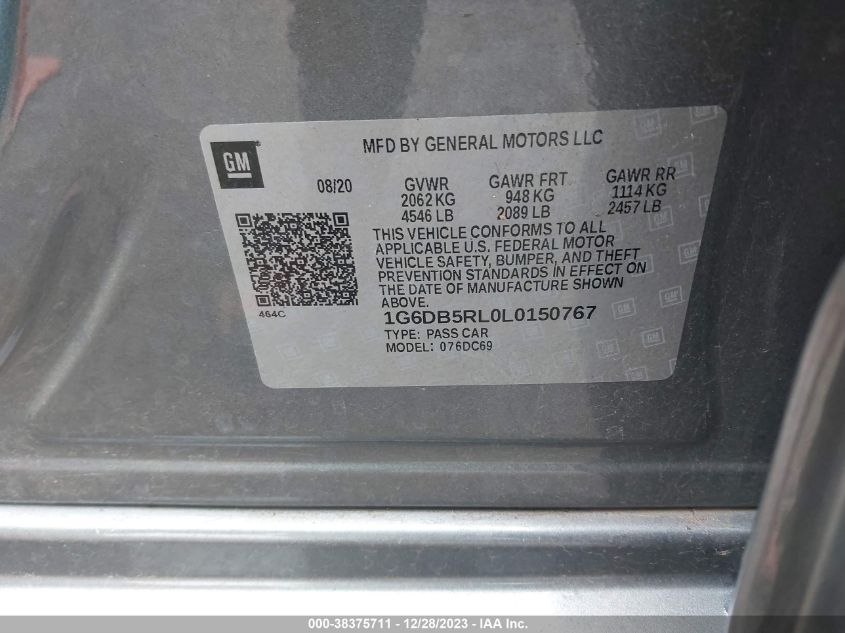 GM
MFD BY GENERAL MOTORS LLC
08/20 GVWR GAWR FRT GAWR RR
2062 KG 948 KG 1114 KG
4546 LB 2089 LB 2457 LB
THIS VEHICLE CONFORMS TO ALL
APPLICABLE U.S. FEDERAL MOTOR
VEHICLE SAFETY, BUMPER, AND THEFT
PREVENTION STANDARDS IN EFFECT ON
THE DATE OF MANUFACTURE SHOWN
ABOVE.
464C
1G6DB5RL0L0150767
TYPE: PASS CAR
MODEL: 076DC69
000-38375711 - 12/28/2023 - IAA Inc.